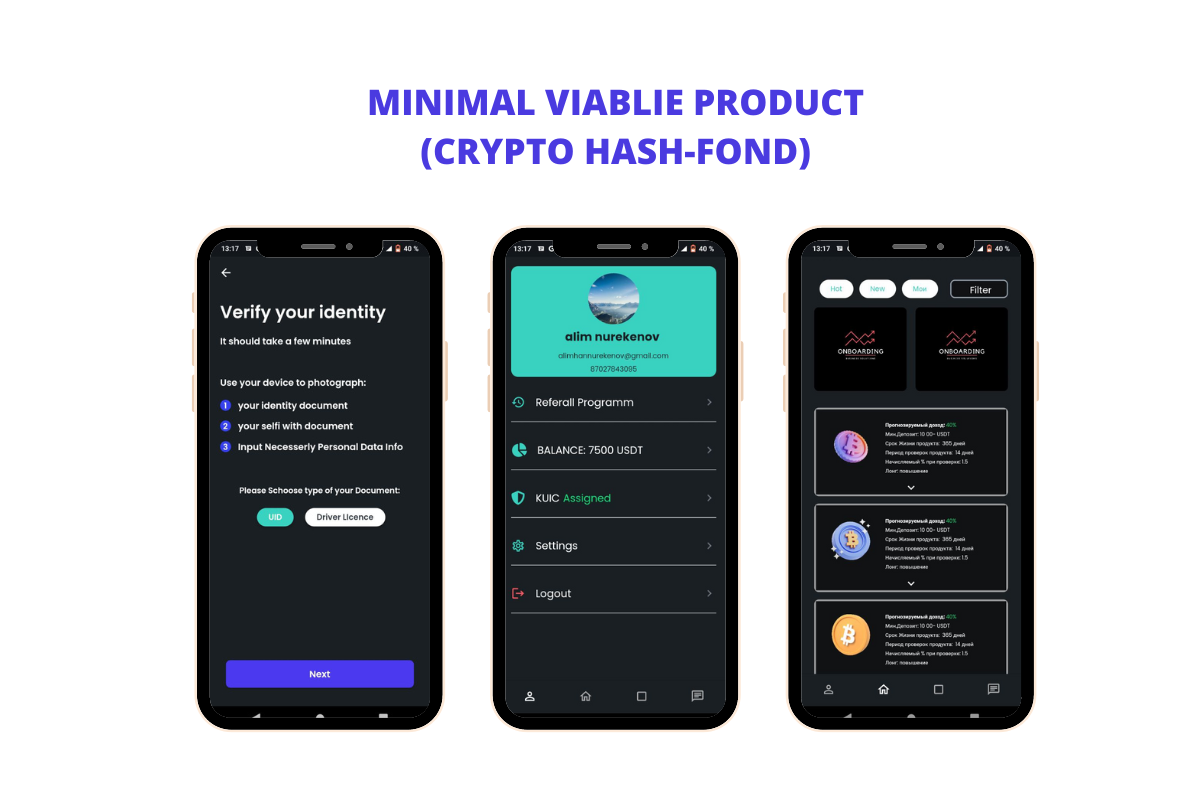 MINIMAL VIABLIE PRODUCT
(CRYPTO HASH-FOND)
13:17
40 %
Verify your identity
It should take a few minutes
Use your device to photograph:
1 your identity document
2 your selfi with document
3 Input Necesserly Personal Data Info
Please Schoose type of your Document:
UID Driver Licence
Next
13:17 G
40 %
alim nurekenov
alimhannurekenov@gmail.com
87027843005
Referall Programm
BALANCE: 7500 USDT
KUIC Assigned
Settings
Logout
13:17
40 %
Hot New Мои Filter
ONBOARDING
ONBOARDING
Прогнозируемый доход: 40%
Мин.Депозит: 10 00- USDT
Срок Жизни продукта: 365 дней
Период проверок продукта: 14 дней
Начисляемый % при проверке: 1.5
Лонг: повышение
Прогнозируемый доход: 40%
Мин.Депозит: 10 00- USDT
Срок Жизни продукта: 365 дней
Период проверок продукта: 14 дней
Начисляемый % при проверке: 1.5
Лонг: повышение
Прогнозируемый доход: 40%
Мин.Депозит: 10 00- USDT
Срок Жизни продукта: 365 дней
Период проверок продукта: 14 дней
Начисляемый % при проверке: 1.5
Лонг: повышение